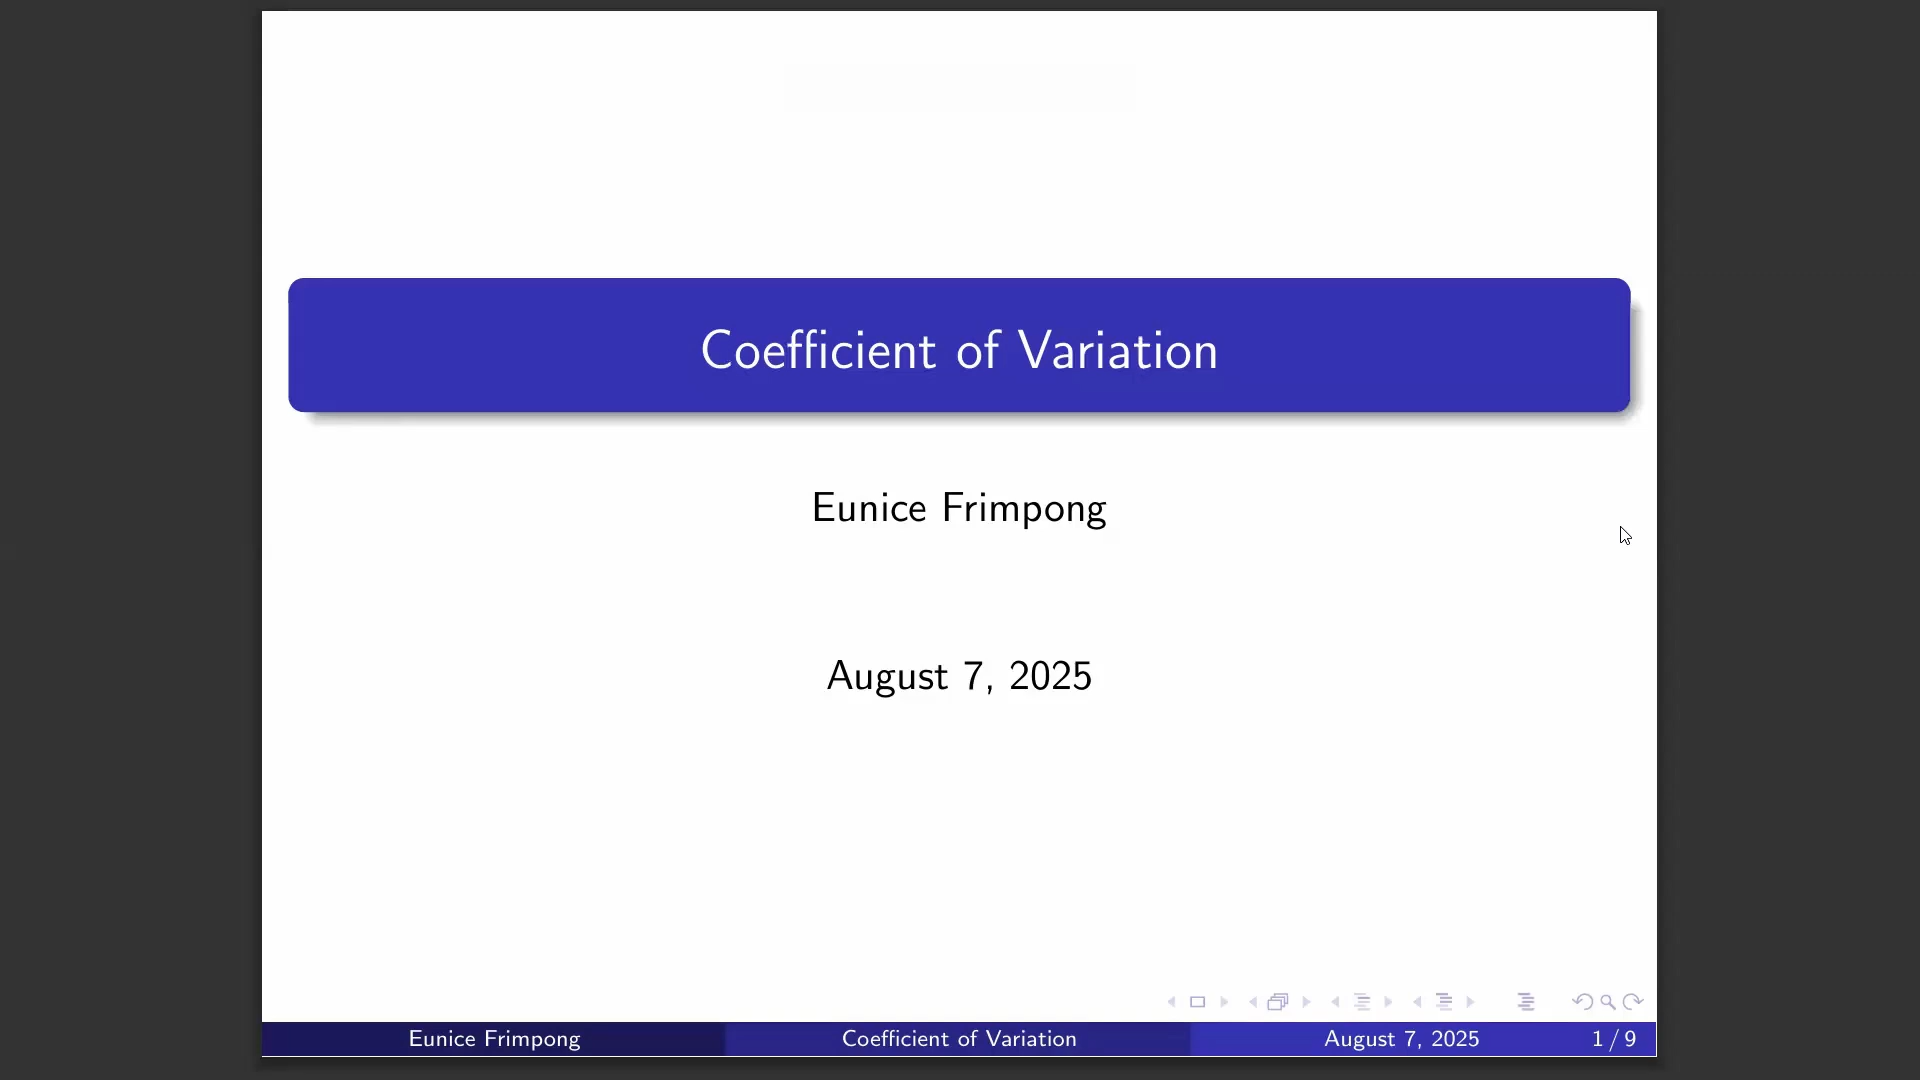 Coefficient of Variation
Eunice Frimpong
August 7, 2025
Eunice Frimpong Coefficient of Variation August 7, 2025 1 / 9